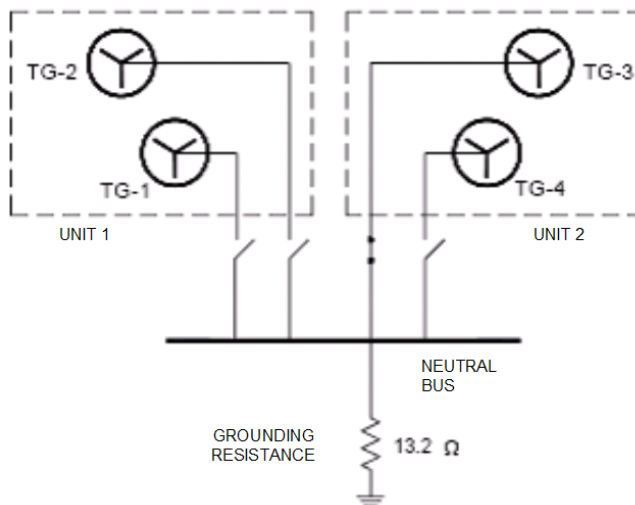 TG-2
TG-3
TG-1
TG-4
UNIT 1
UNIT 2
NEUTRAL
BUS
GROUNDING
RESISTANCE
13.2 Ω